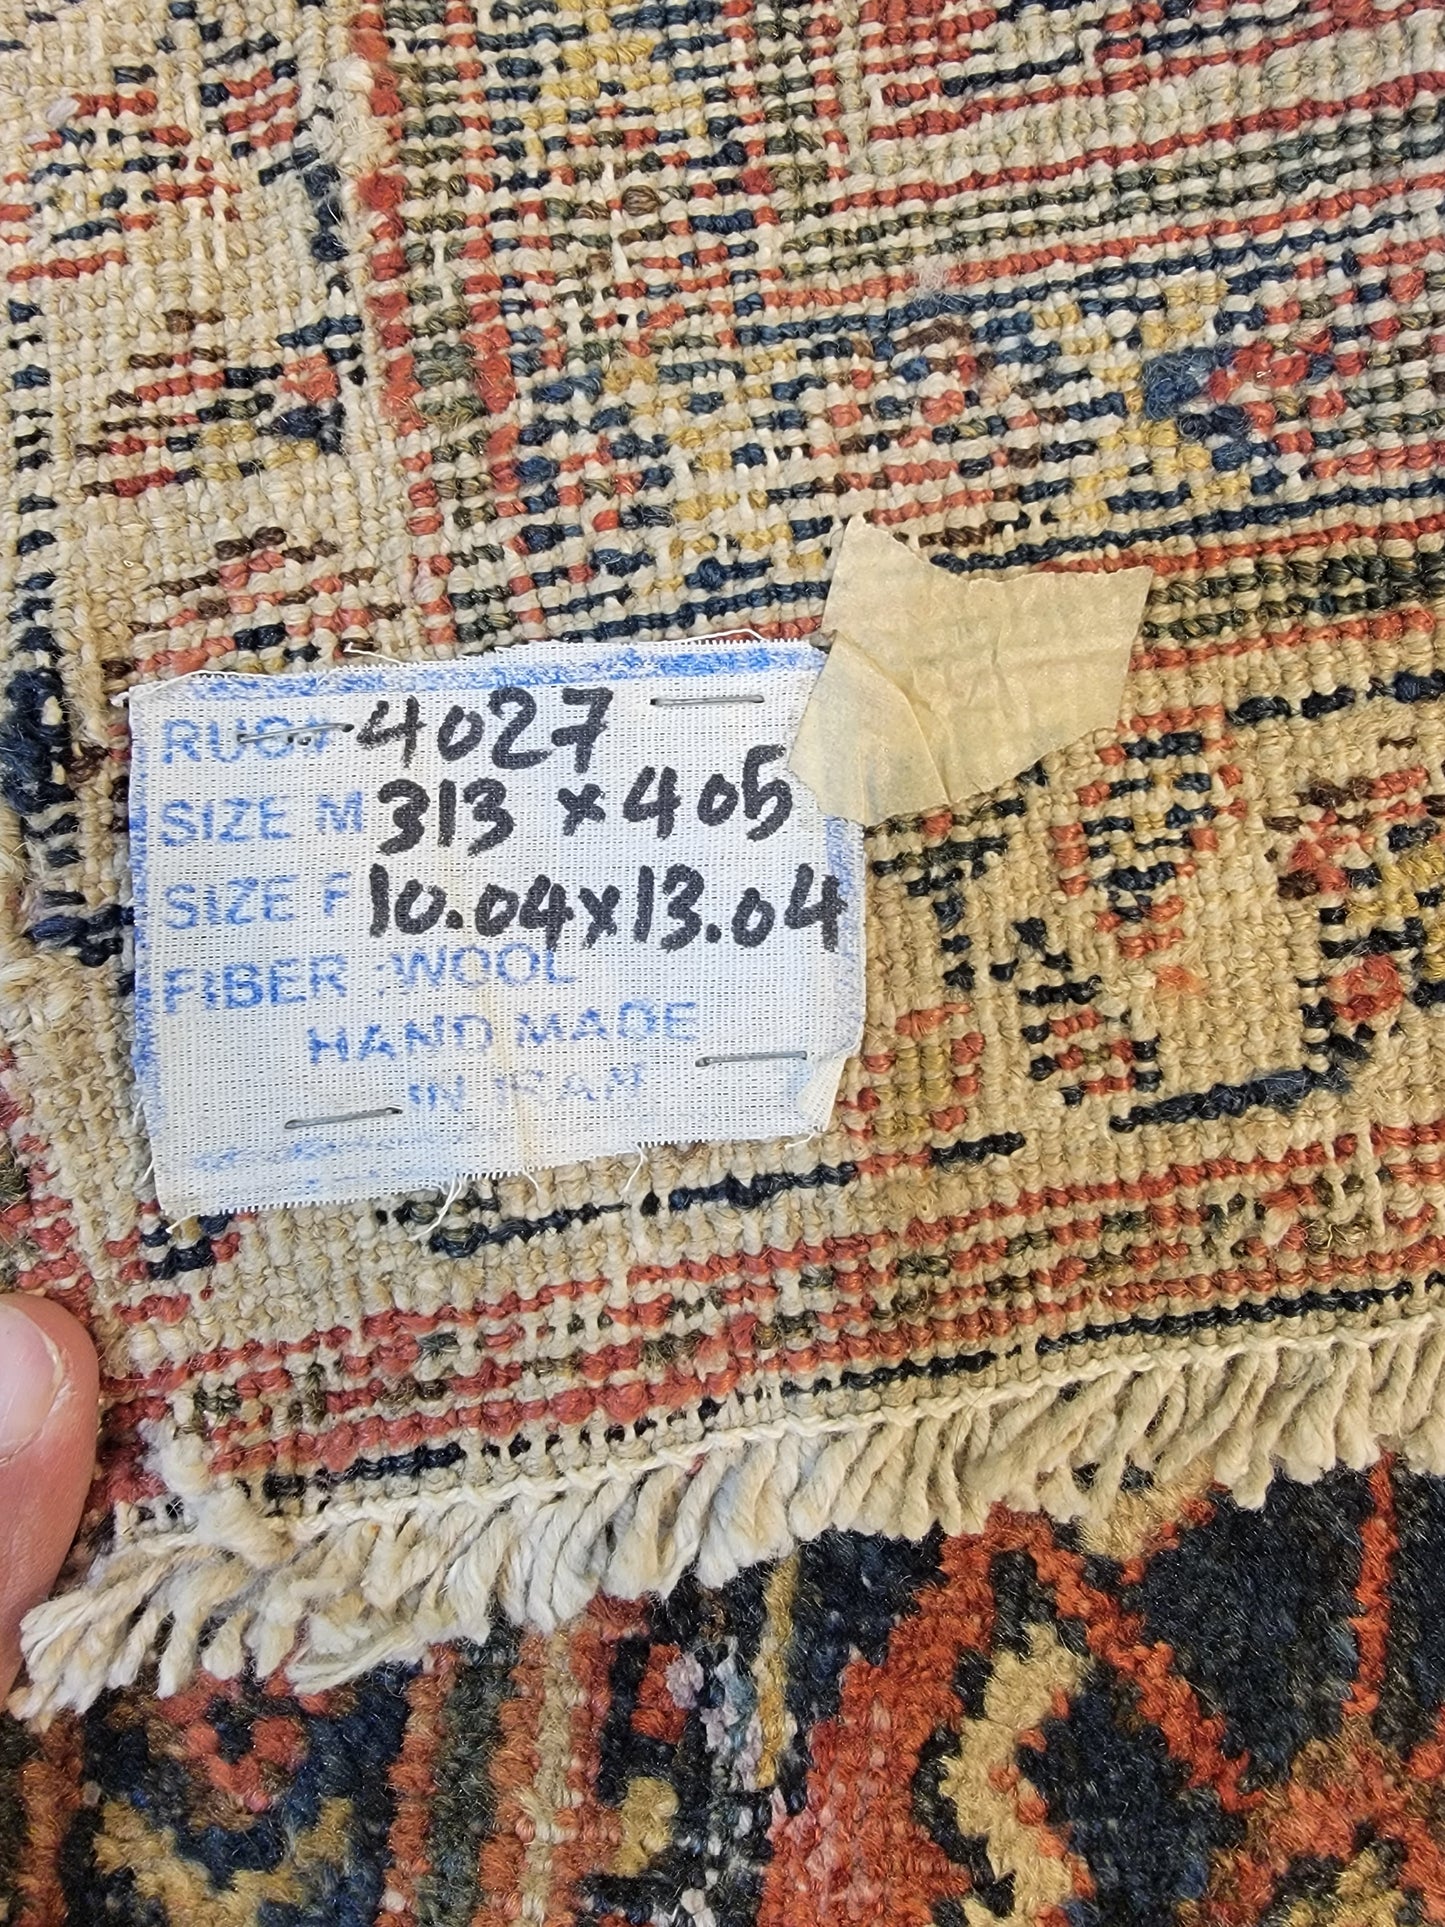 RUG# 4027
SIZE M 313 x 405
SIZE F 10.04x13.04
FIBER :WOOL
HAND MADE
IN IRAN